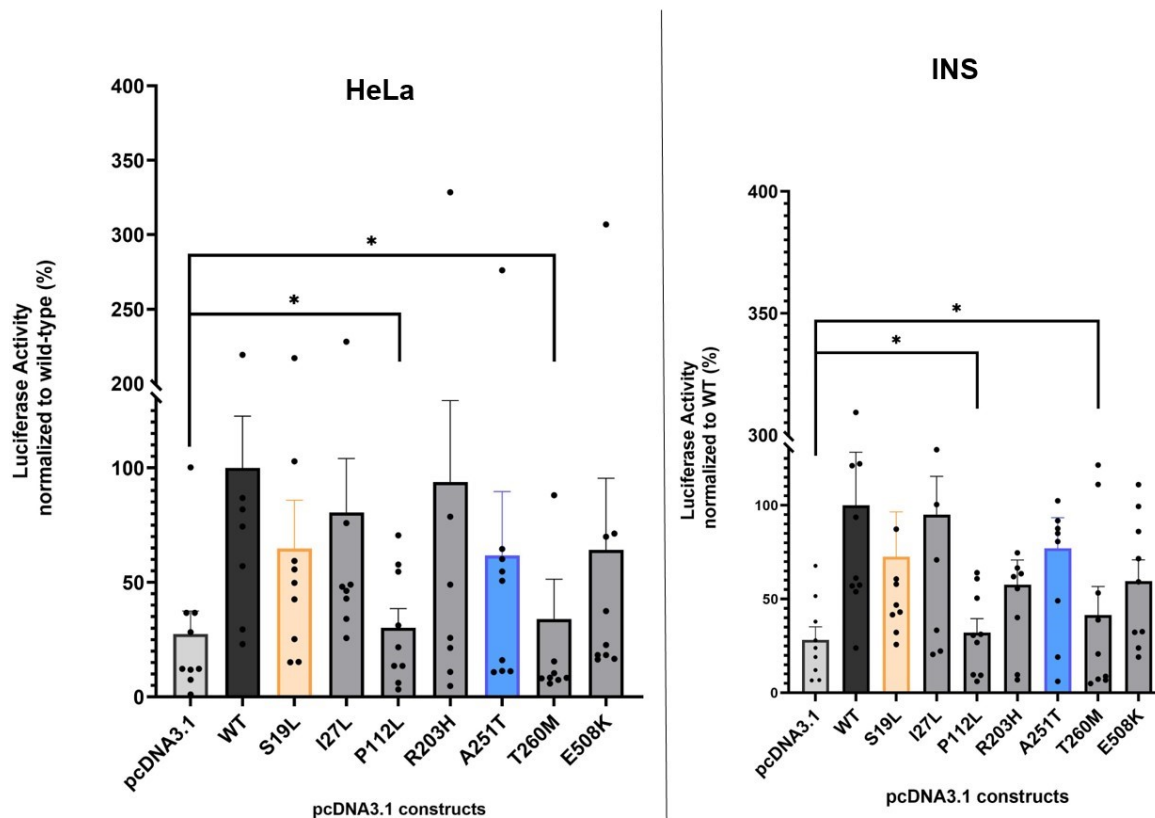 HeLa
Luciferase Activity
normalized to wild-type (%)
400
350
300
250
200
100
50
0
*
*
pcDNA3.1
WT
S19L
I27L
P112L
R203H
A251T
T260M
E508K
pcDNA3.1 constructs
INS
Luciferase Activity
normalized to WT (%)
400
350
300
100
50
0
*
*
pcDNA3.1
WT
S19L
I27L
P112L
R203H
A251T
T260M
E508K
pcDNA3.1 constructs